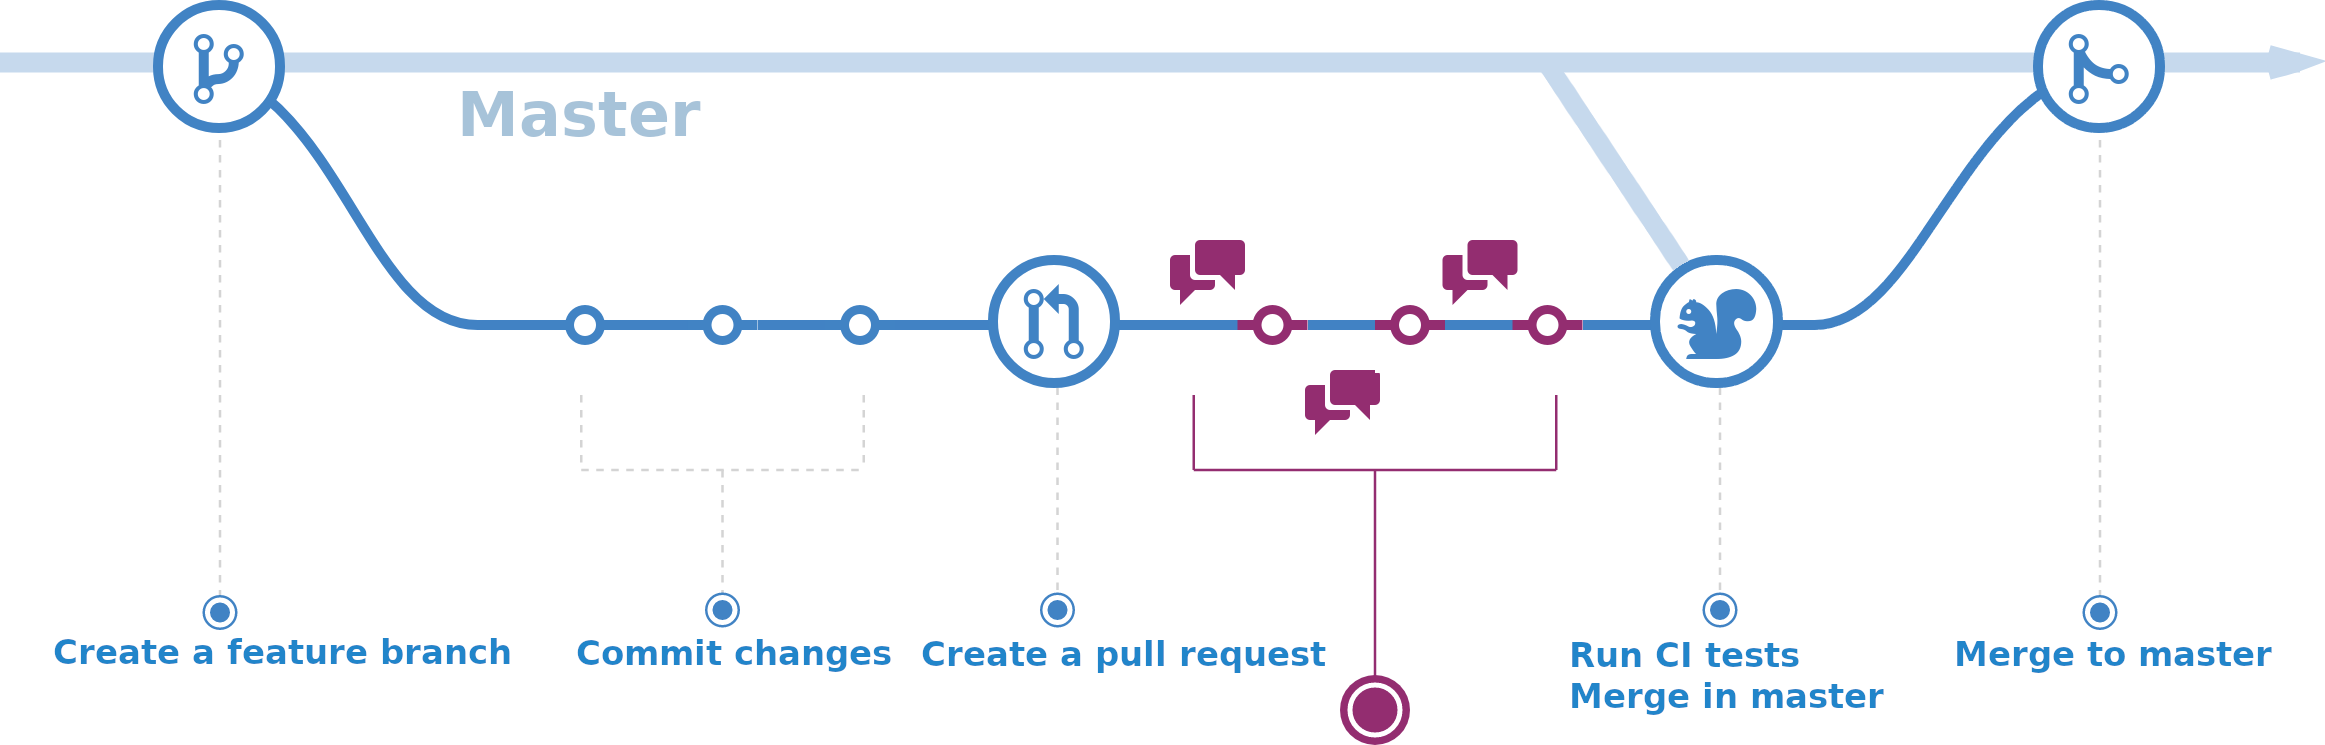 Master
Create a feature branch
Commit changes
Create a pull request
Run CI tests
Merge in master
Merge to master